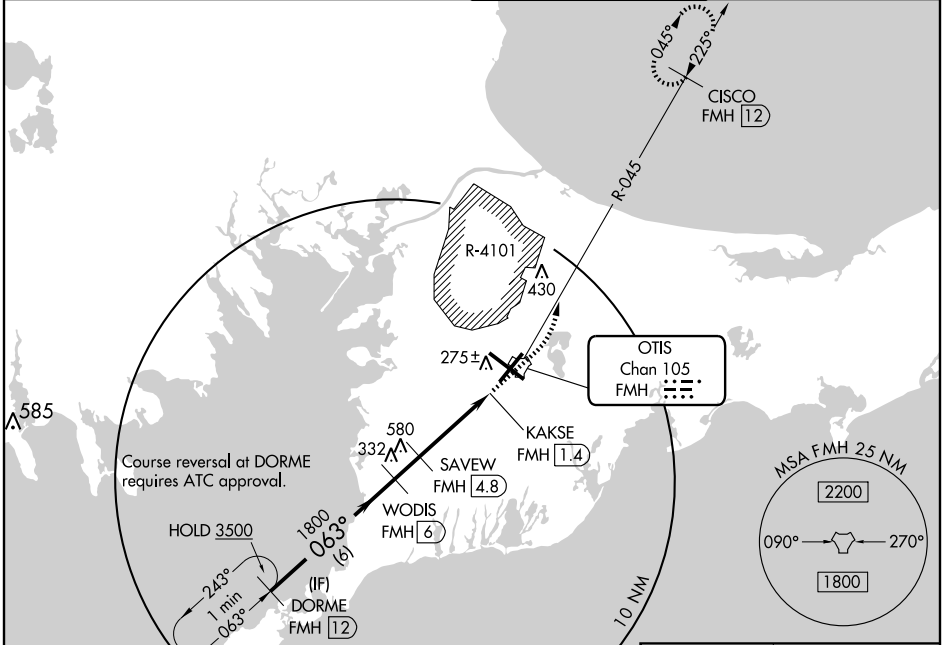 045°
225°
CISCO
FMH 12
R-045
R-4101
430
275±
OTIS
Chan 105
FMH
585
580
332
KAKSE
FMH 1.4
SAVEW
FMH 4.8
WODIS
FMH 6
Course reversal at DORME
requires ATC approval.
HOLD 3500
1800
063°
(6)
243°
1 min
063°
(IF)
DORME
FMH 12
10 NM
MSA FMH 25 NM
2200
090°
270°
1800